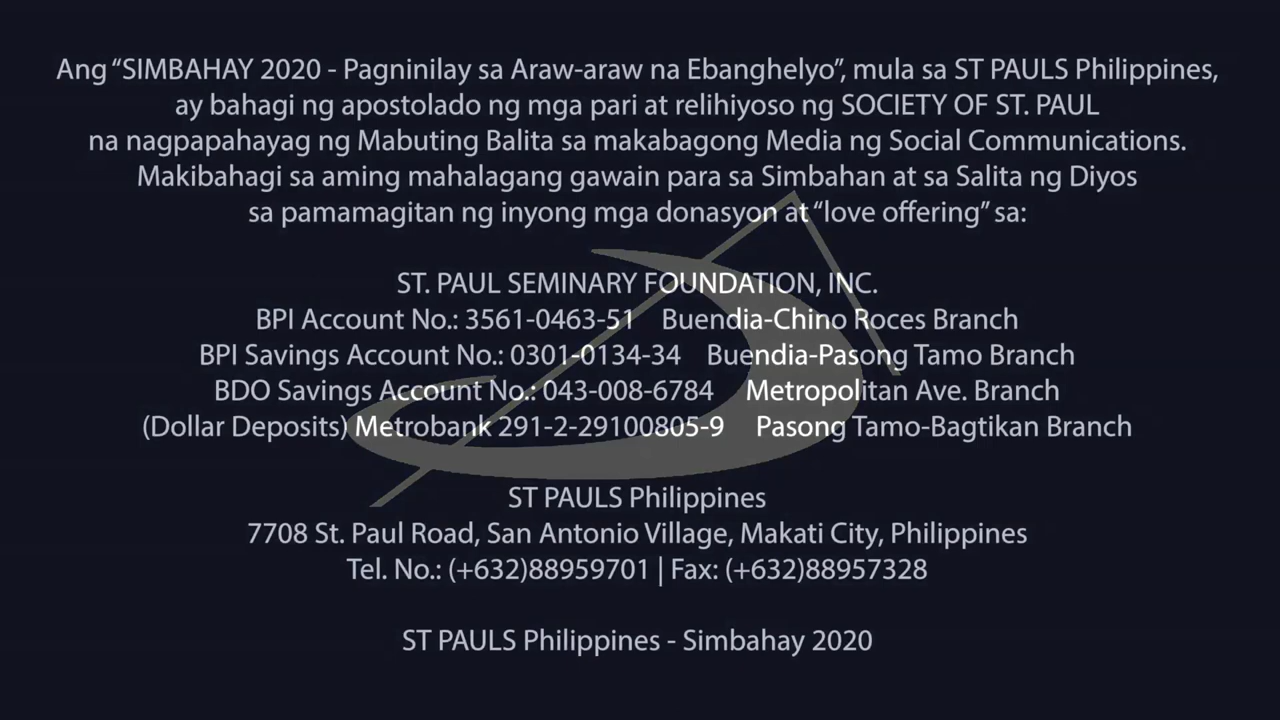 Ang “SIMBAHAY 2020 - Pagninilay sa Araw-araw na Ebanghelyo”, mula sa ST PAULS Philippines,
ay bahagi ng apostolado ng mga pari at relihiyoso ng SOCIETY OF ST. PAUL
na nagpapahayag ng Mabuting Balita sa makabagong Media ng Social Communications.
Makibahagi sa aming mahalagang gawain para sa Simbahan at sa Salita ng Diyos
sa pamamagitan ng inyong mga donasyon at “love offering” sa:
ST. PAUL SEMINARY FOUNDATION, INC.
BPI Account No.: 3561-0463-51 Buendia-Chino Roces Branch
BPI Savings Account No.: 0301-0134-34 Buendia-Pasong Tamo Branch
BDO Savings Account No.: 043-008-6784 Metropolitan Ave. Branch
(Dollar Deposits) Metrobank 291-2-29100805-9 Pasong Tamo-Bagtikan Branch
ST PAULS Philippines
7708 St. Paul Road, San Antonio Village, Makati City, Philippines
Tel. No.: (+632)88959701 | Fax: (+632)88957328
ST PAULS Philippines - Simbahay 2020